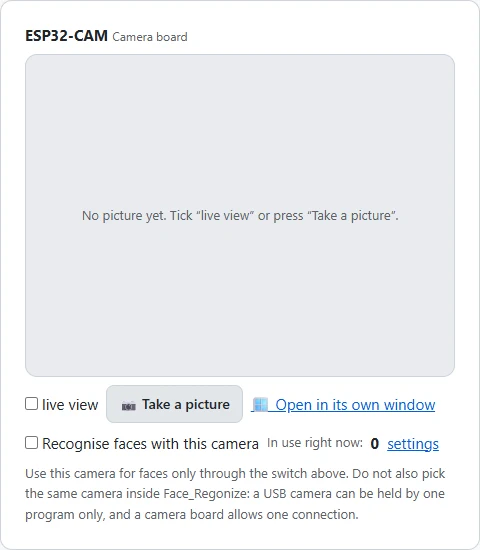 ESP32-CAM Camera board
No picture yet. Tick “live view” or press “Take a picture”.
live view Take a picture Open in its own window
Recognise faces with this camera In use right now: 0 settings
Use this camera for faces only through the switch above. Do not also pick
the same camera inside Face_Regonize: a USB camera can be held by one
program only, and a camera board allows one connection.